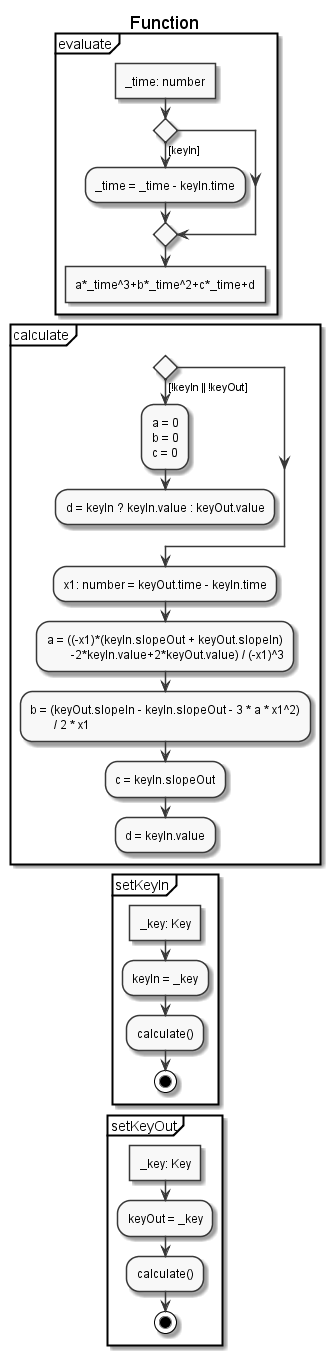 Function
evaluate
_time: number
[keyIn]
_time = _time - keyIn.time
a*_time^3+b*_time^2+c*_time+d
calculate
[!keyIn || !keyOut]
a = 0
b = 0
c = 0
d = keyIn ? keyIn.value : keyOut.value
x1: number = keyOut.time - keyIn.time
a = ((-x1)*(keyIn.slopeOut + keyOut.slopeIn)
-2*keyIn.value+2*keyOut.value) / (-x1)^3
b = (keyOut.slopeIn - keyIn.slopeOut - 3 * a * x1^2)
/ 2 * x1
c = keyIn.slopeOut
d = keyIn.value
setKeyIn
_key: Key
keyIn = _key
calculate()
setKeyOut
_key: Key
keyOut = _key
calculate()